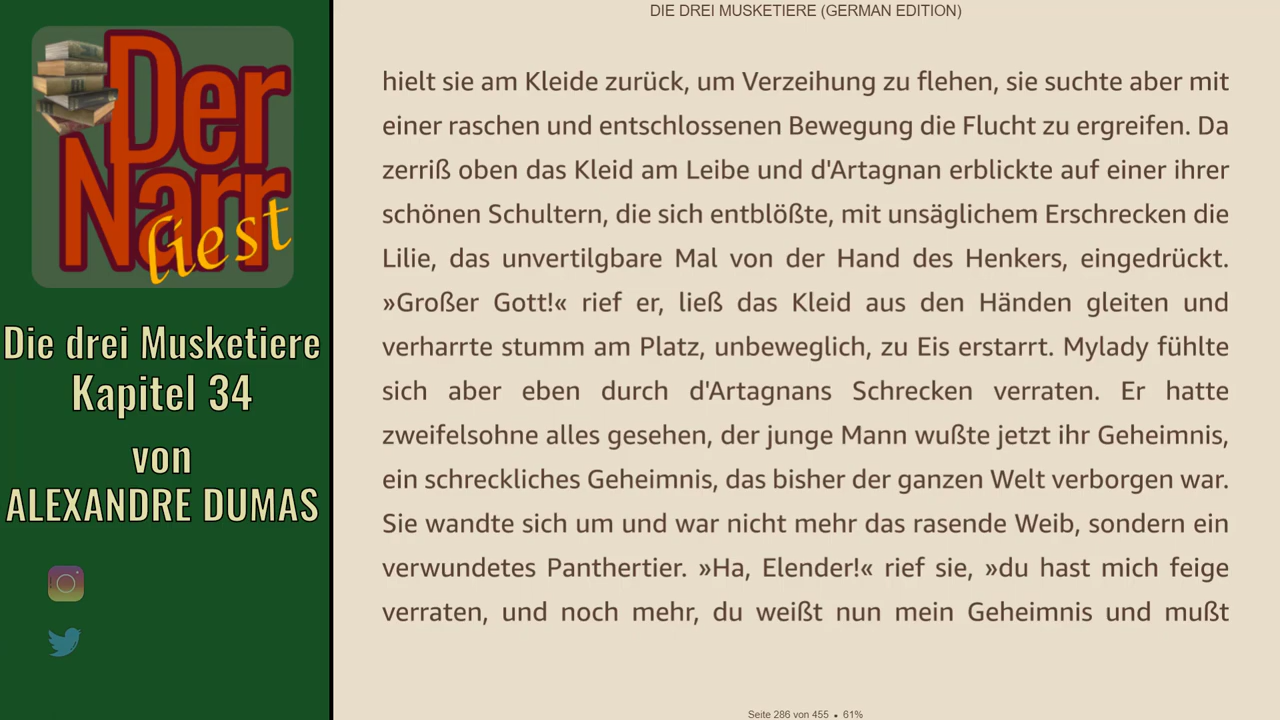 Der
Narr
liest
Die drei Musketiere
Kapitel 34
von
ALEXANDRE DUMAS
DIE DREI MUSKETIERE (GERMAN EDITION)
hielt sie am Kleide zurück, um Verzeihung zu flehen, sie suchte aber mit
einer raschen und entschlossenen Bewegung die Flucht zu ergreifen. Da
zerriß oben das Kleid am Leibe und d'Artagnan erblickte auf einer ihrer
schönen Schultern, die sich entblößte, mit unsäglichem Erschrecken die
Lilie, das unvertilgbare Mal von der Hand des Henkers, eingedrückt.
»Großer Gott!« rief er, ließ das Kleid aus den Händen gleiten und
verharrte stumm am Platz, unbeweglich, zu Eis erstarrt. Mylady fühlte
sich aber eben durch d'Artagnans Schrecken verraten. Er hatte
zweifelsohne alles gesehen, der junge Mann wußte jetzt ihr Geheimnis,
ein schreckliches Geheimnis, das bisher der ganzen Welt verborgen war.
Sie wandte sich um und war nicht mehr das rasende Weib, sondern ein
verwundetes Panthertier. »Ha, Elender!« rief sie, »du hast mich feige
verraten, und noch mehr, du weißt nun mein Geheimnis und mußt
Seite 286 von 455 • 61%